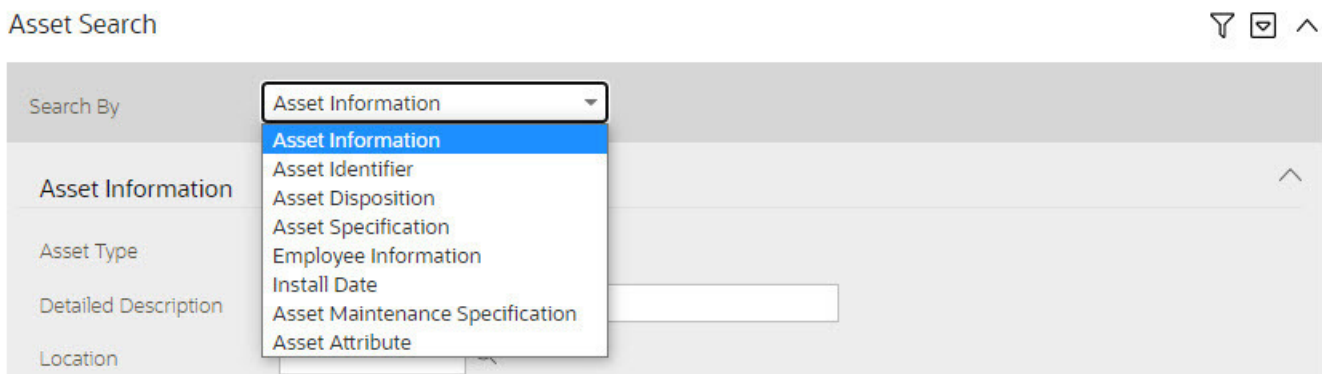 Asset Search
Search By
Asset Information
Asset Information
Asset Identifier
Asset Disposition
Asset Specification
Employee Information
Install Date
Asset Maintenance Specification
Asset Attribute
Asset Information
Asset Type
Detailed Description
Location